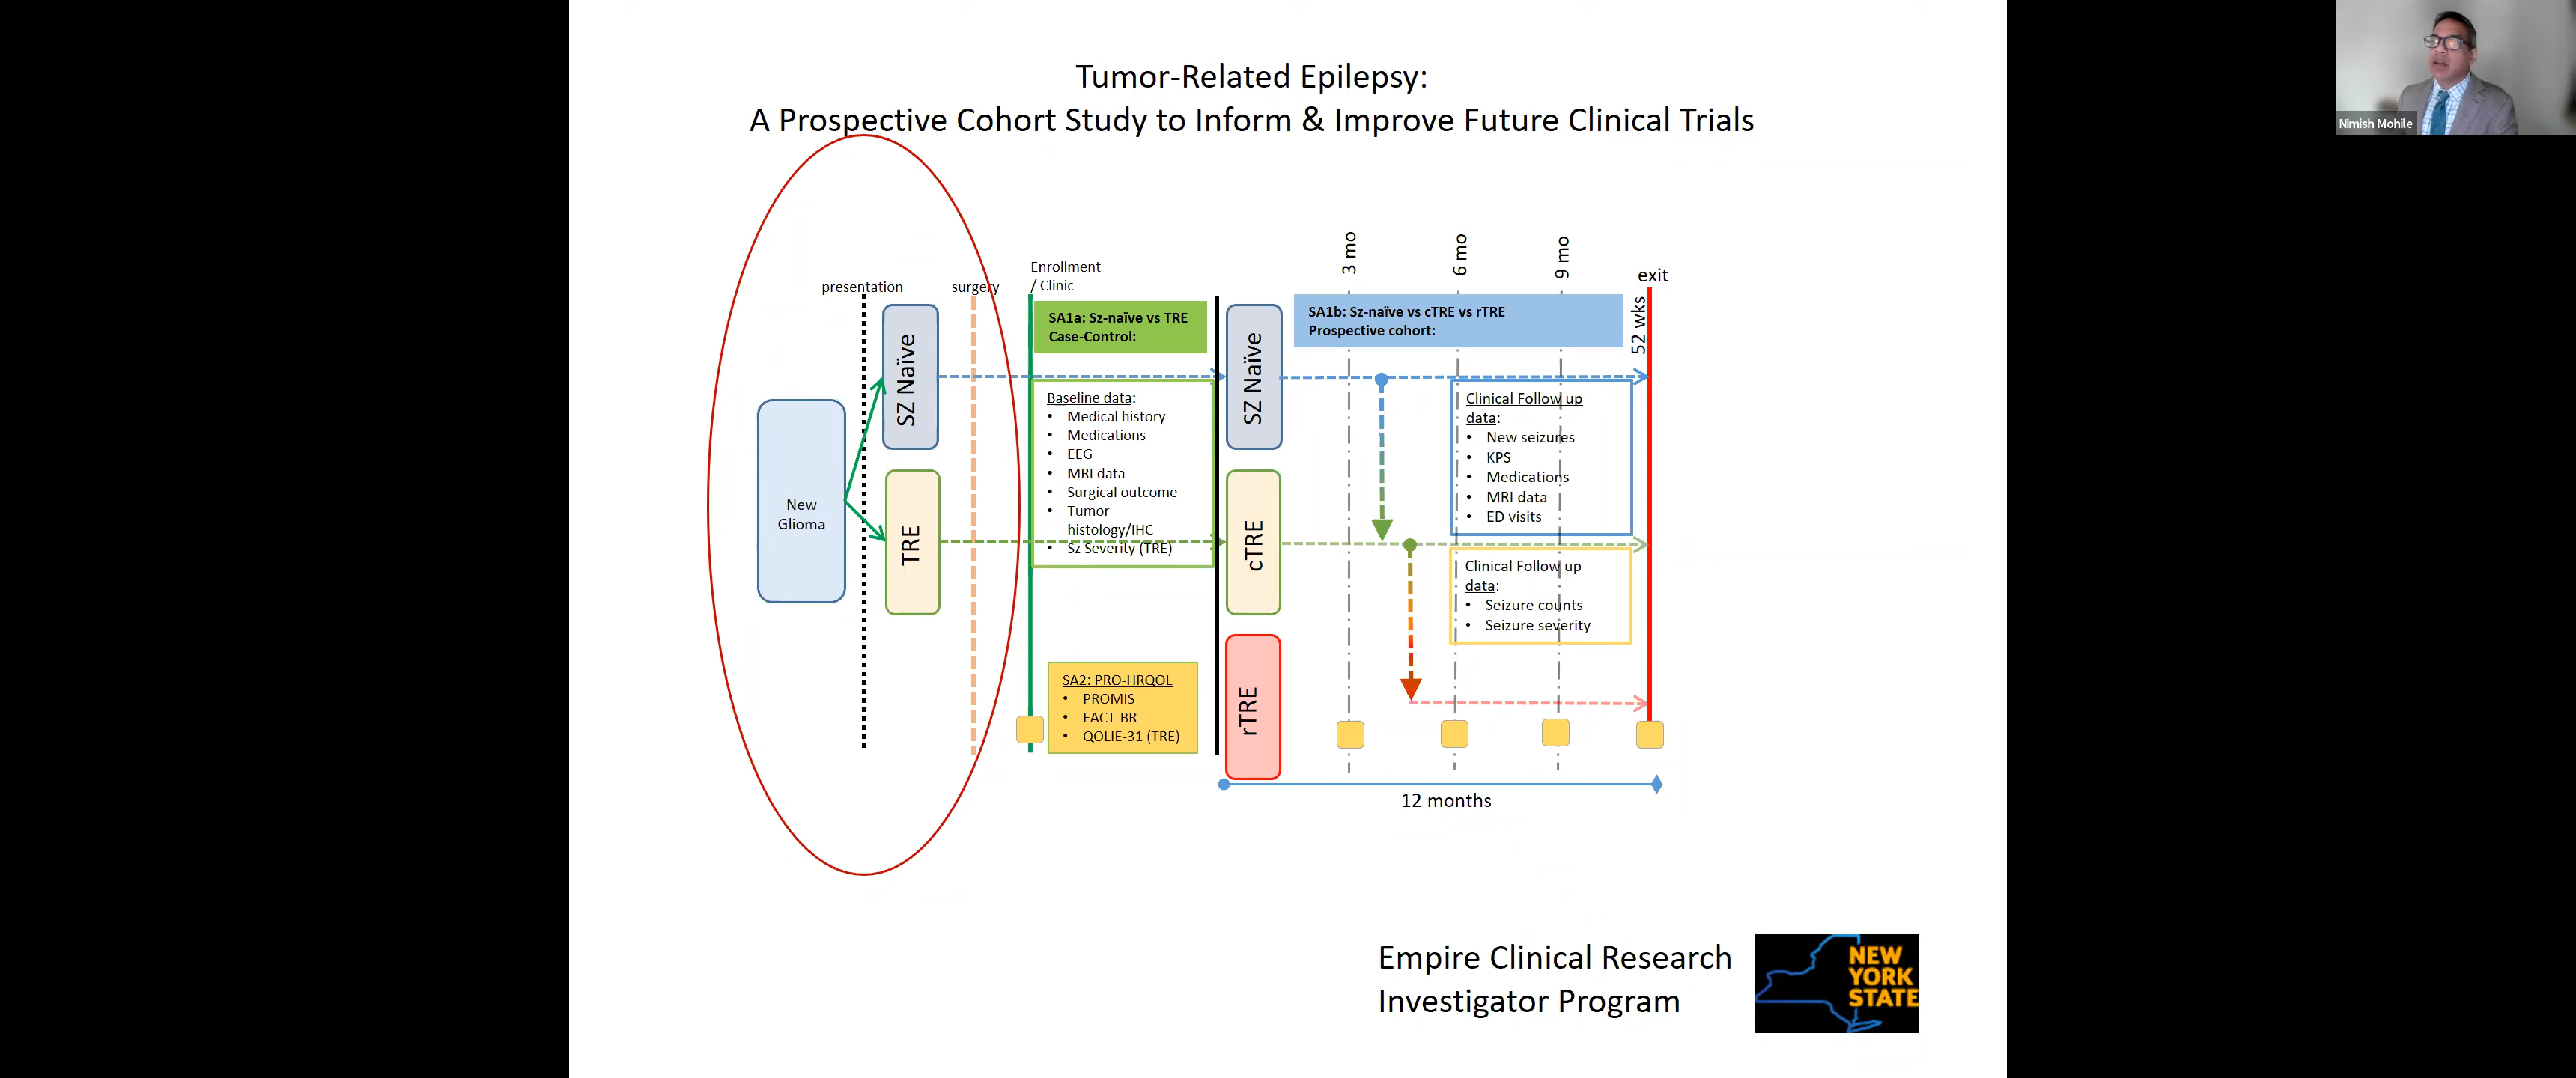 Tumor-Related Epilepsy:
A Prospective Cohort Study to Inform & Improve Future Clinical Trials
Nimish Mohile
presentation
surgery
Enrollment
/ Clinic
3 mo
6 mo
9 mo
exit
52 wks
New
Glioma
SZ Naïve
TRE
SA1a: Sz-naïve vs TRE
Case-Control:
Baseline data:
• Medical history
• Medications
• EEG
• MRI data
• Surgical outcome
• Tumor
histology/IHC
• Sz Severity (TRE)
SA2: PRO-HRQOL
• PROMIS
• FACT-BR
• QOLIE-31 (TRE)
SZ Naïve
cTRE
rTRE
SA1b: Sz-naïve vs cTRE vs rTRE
Prospective cohort:
Clinical Follow up
data:
• New seizures
• KPS
• Medications
• MRI data
• ED visits
Clinical Follow up
data:
• Seizure counts
• Seizure severity
12 months
Empire Clinical Research
Investigator Program
NEW
YORK
STATE